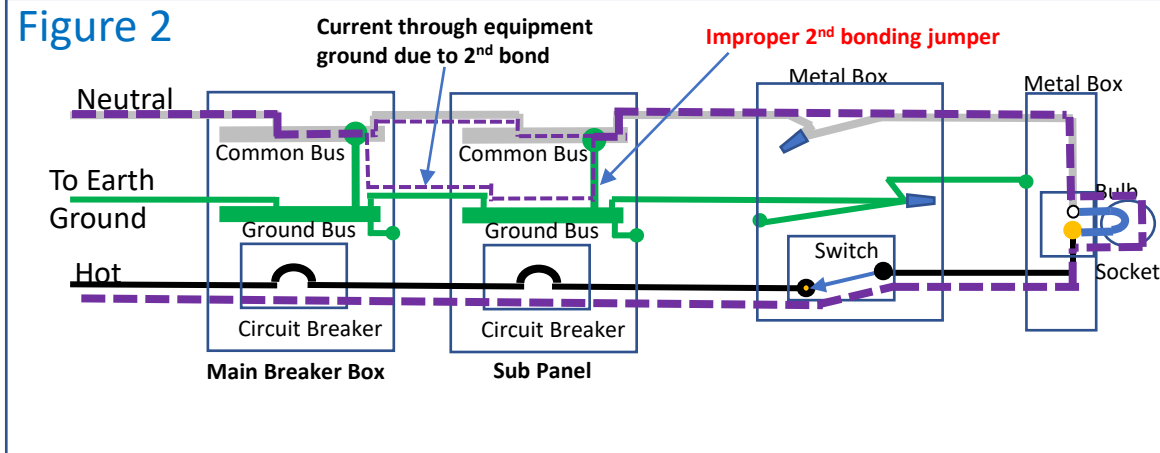 Figure 2
Current through equipment
ground due to 2nd bond
Improper 2nd bonding jumper
Metal Box
Metal Box
Neutral
Common Bus
Common Bus
To Earth
Ground
Bulb
Ground Bus
Ground Bus
Switch
Hot
Socket
Circuit Breaker
Circuit Breaker
Main Breaker Box
Sub Panel